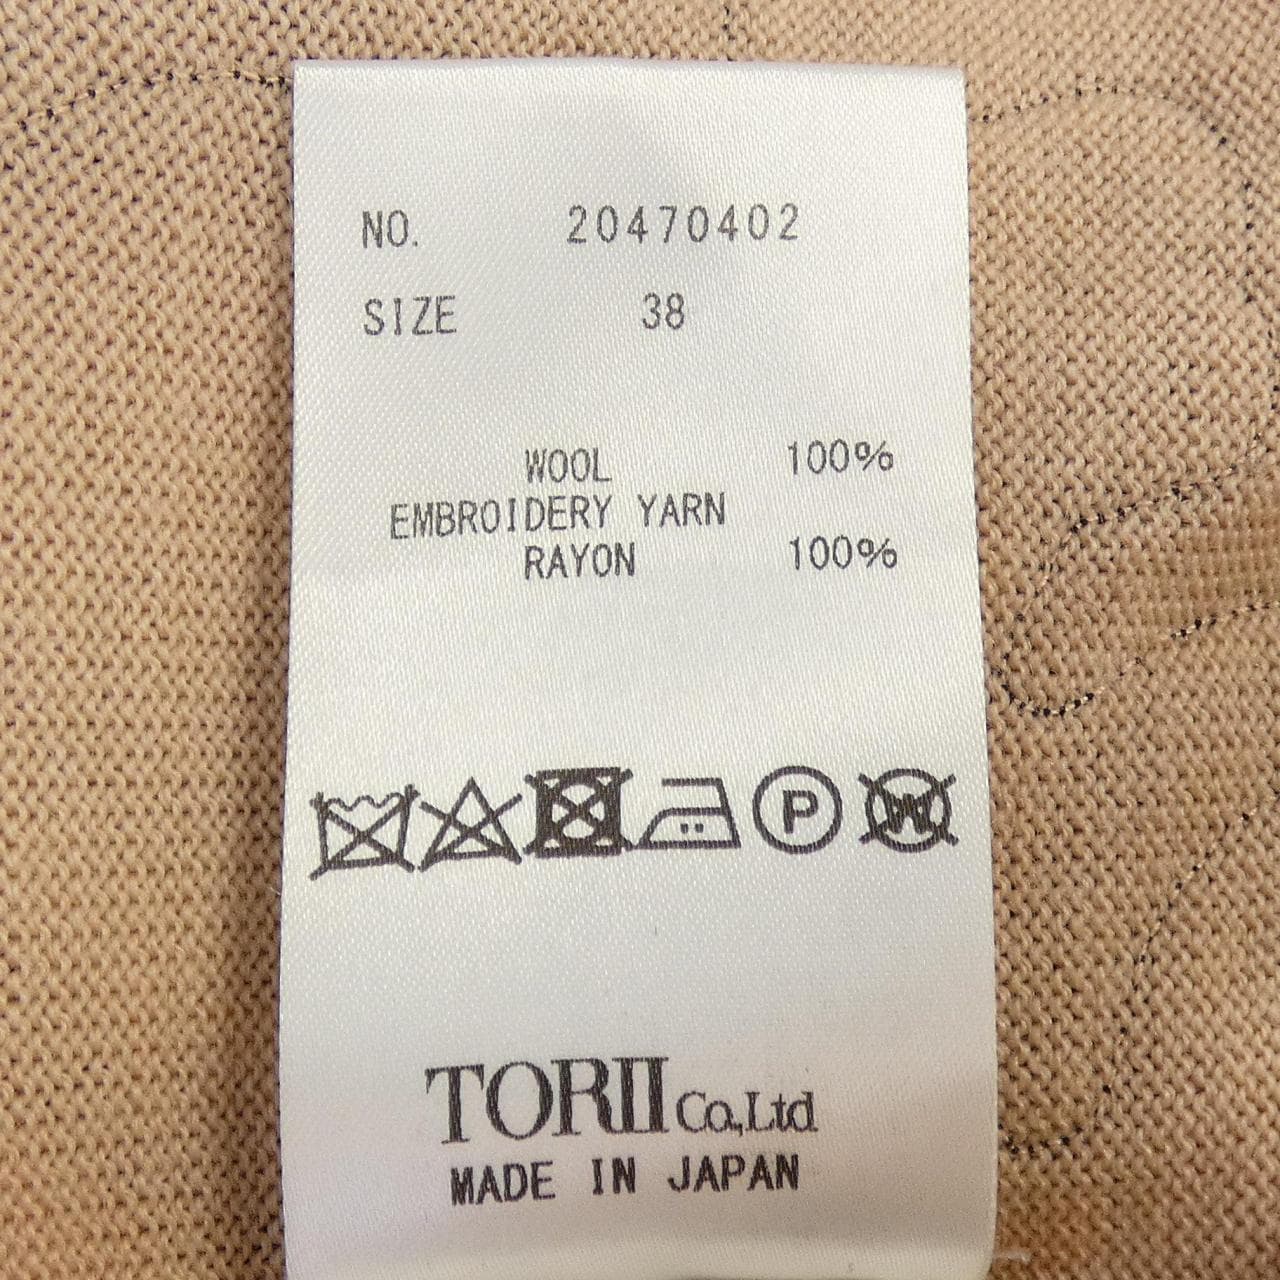 NO. 20470402
SIZE 38
WOOL 100%
EMBROIDERY YARN
RAYON 100%
P W
TORII Co.,Ltd
MADE IN JAPAN